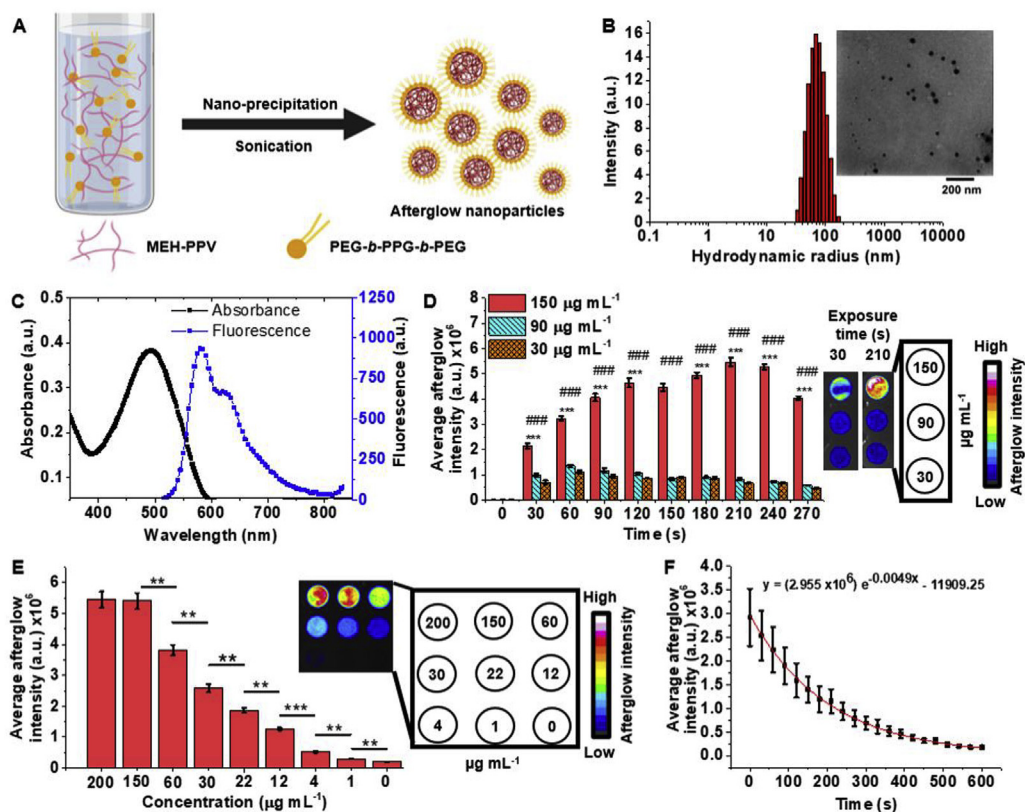 A
Nano-precipitation
Sonication
Afterglow nanoparticles
MEH-PPV
PEG-b-PPG-b-PEG
B
Intensity (a.u.)
16
14
12
10
8
6
4
2
0
0.1 1 10 100 1000 10000
Hydrodynamic radius (nm)
200 nm
C
Absorbance (a.u.)
0.5
0.4
0.3
0.2
0.1
Absorbance
Fluorescence
1250
1000
750
500
250
0
Fluorescence (a.u.)
400 500 600 700 800
Wavelength (nm)
D
Average afterglow
intensity (a.u.) x10⁶
8
7
6
5
4
3
2
1
0
150 µg mL⁻¹
90 µg mL⁻¹
30 µg mL⁻¹
### ### ### ### ### ### ### ### ###
*** *** *** *** *** *** *** ***
0 30 60 90 120 150 180 210 240 270
Time (s)
Exposure
time (s)
30 210
150
90
30
µg mL⁻¹
High
Low
Afterglow intensity
E
Average afterglow
intensity (a.u.) x10⁶
6
5
4
3
2
1
0
** ** ** ** *** ** **
200 150 60 30 22 12 4 1 0
Concentration (µg mL⁻¹)
200 150 60
30 22 12
4 1 0
µg mL⁻¹
High
Low
Afterglow intensity
F
Average afterglow
intensity (a.u.) x10⁶
4.0
3.5
3.0
2.5
2.0
1.5
1.0
0.5
0.0
y = (2.955 x10⁶) e⁻⁰·⁰⁰⁴⁹ˣ - 11909.25
0 100 200 300 400 500 600
Time (s)